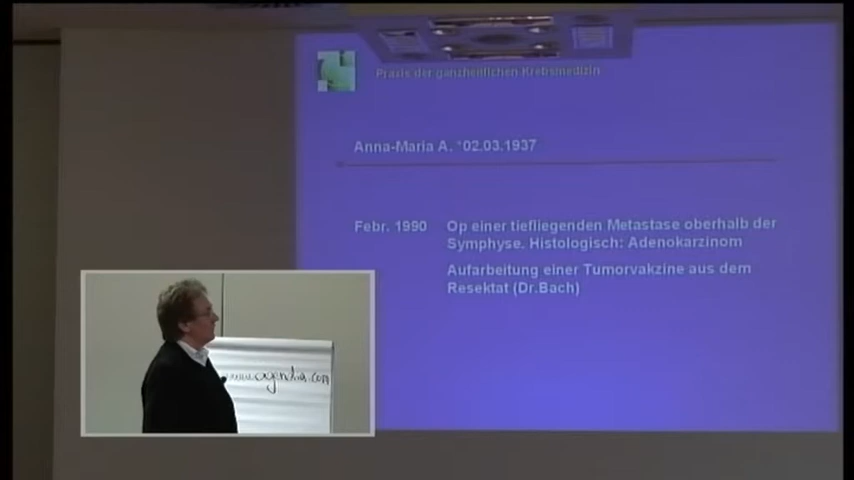 Praxis der ganzheitlichen Krebsmedizin
Anna-Maria A. *02.03.1937
Febr. 1990 Op einer tiefliegenden Metastase oberhalb der
Symphyse. Histologisch: Adenokarzinom
Aufarbeitung einer Tumorvakzine aus dem
Resektat (Dr.Bach)
www.agendia.com